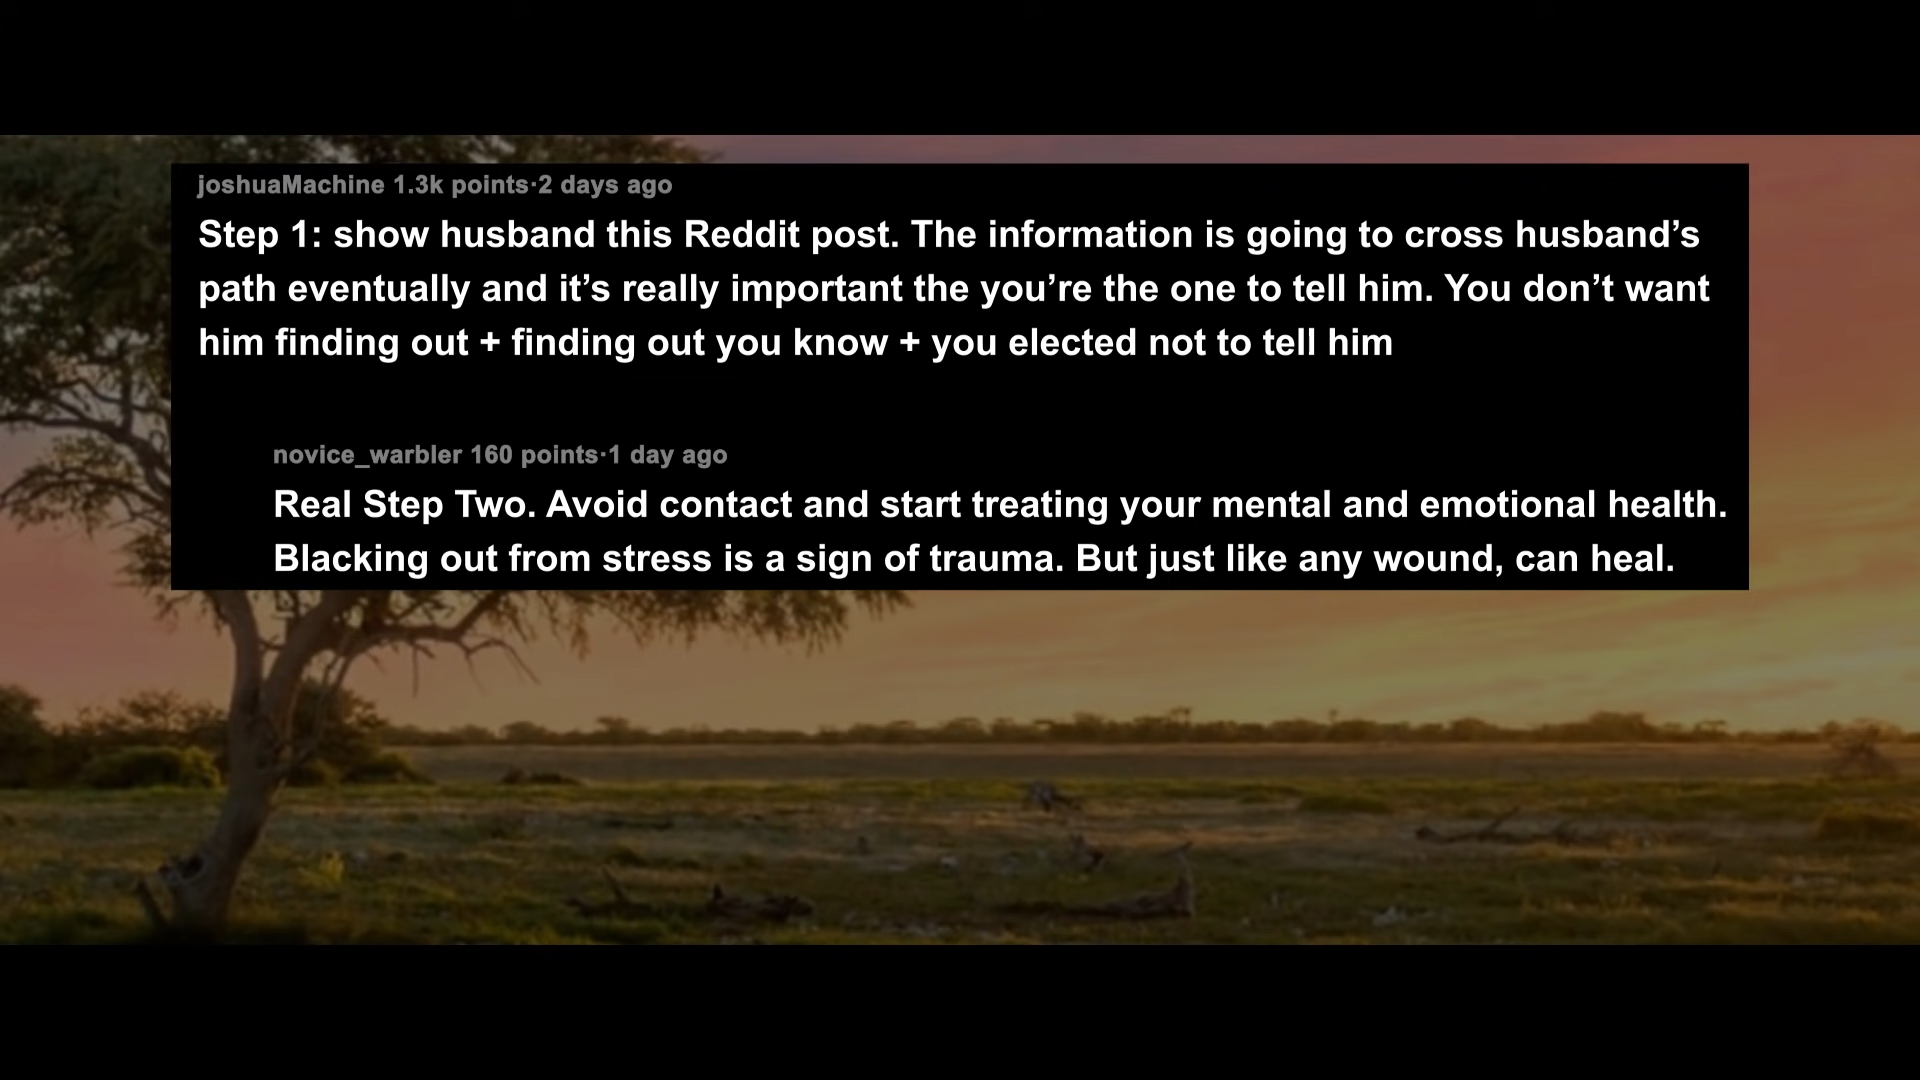 joshuaMachine 1.3k points·2 days ago
Step 1: show husband this Reddit post. The information is going to cross husband’s
path eventually and it’s really important the you’re the one to tell him. You don’t want
him finding out + finding out you know + you elected not to tell him
novice_warbler 160 points·1 day ago
Real Step Two. Avoid contact and start treating your mental and emotional health.
Blacking out from stress is a sign of trauma. But just like any wound, can heal.